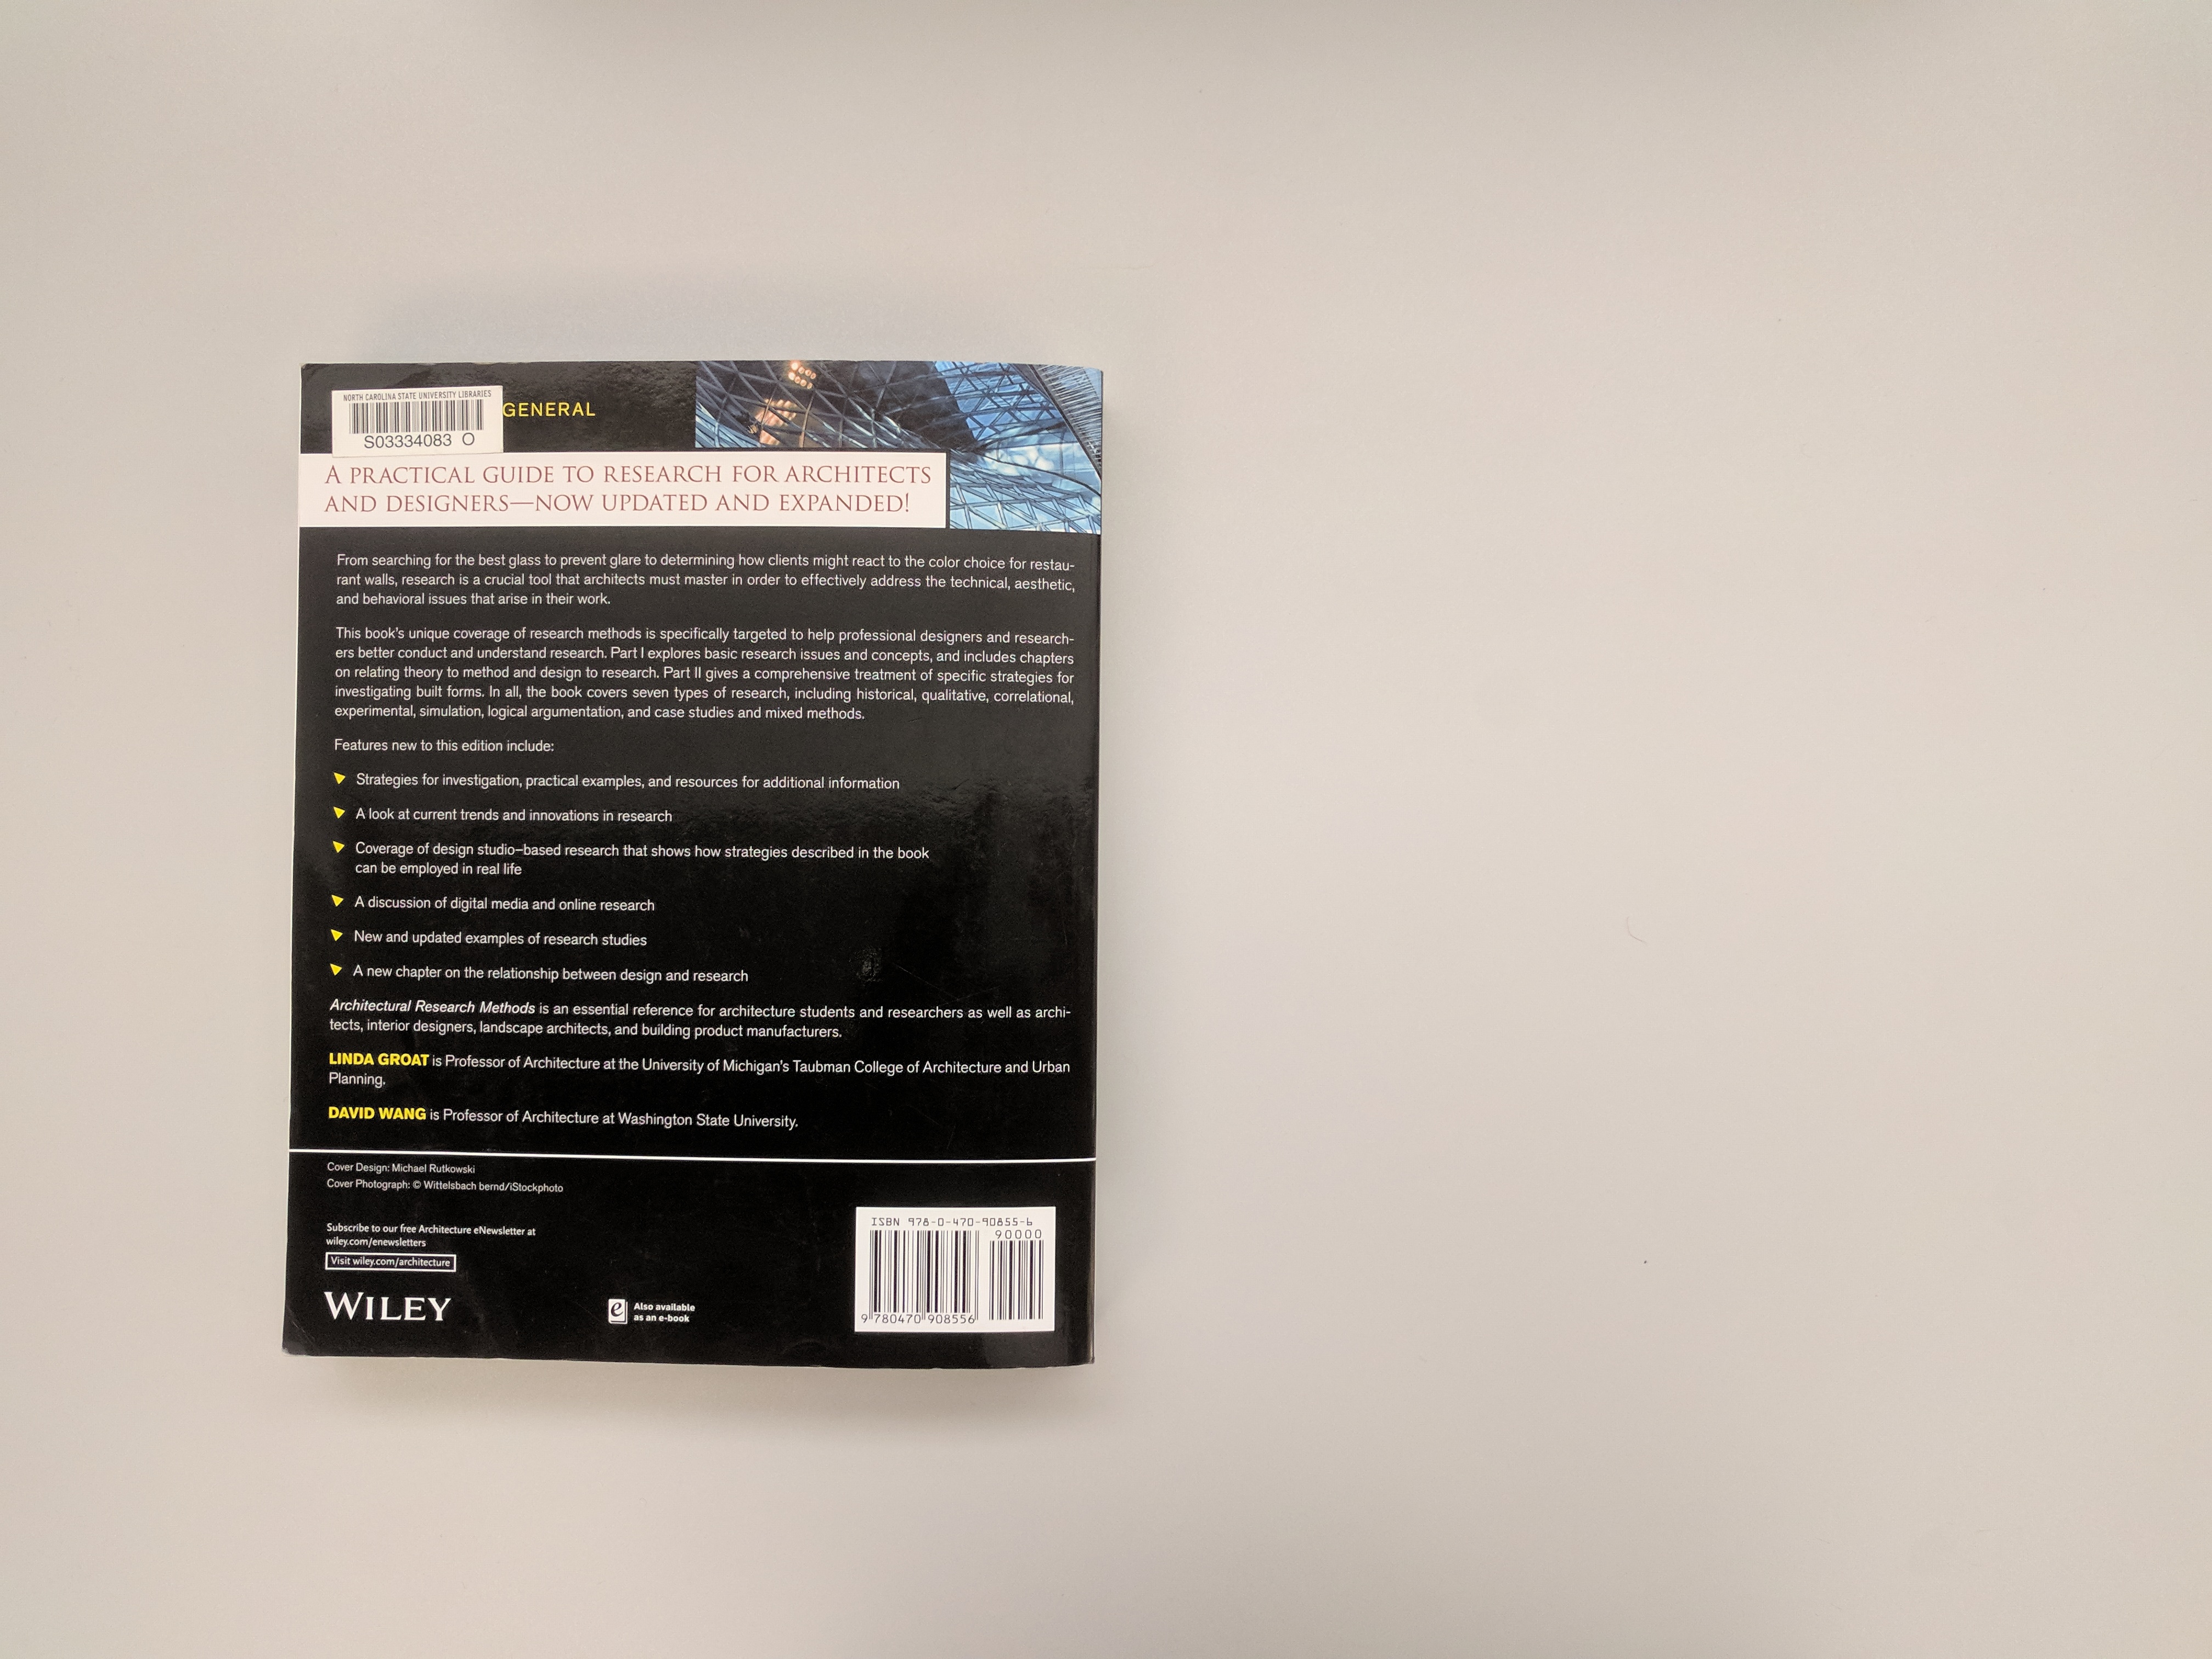 NORTH CAROLINA STATE UNIVERSITY LIBRARIES
S03334083 O
GENERAL
A PRACTICAL GUIDE TO RESEARCH FOR ARCHITECTS
AND DESIGNERS—NOW UPDATED AND EXPANDED!
From searching for the best glass to prevent glare to determining how clients might react to the color choice for restau-
rant walls, research is a crucial tool that architects must master in order to effectively address the technical, aesthetic,
and behavioral issues that arise in their work.
This book's unique coverage of research methods is specifically targeted to help professional designers and research-
ers better conduct and understand research. Part I explores basic research issues and concepts, and includes chapters
on relating theory to method and design to research. Part II gives a comprehensive treatment of specific strategies for
investigating built forms. In all, the book covers seven types of research, including historical, qualitative, correlational,
experimental, simulation, logical argumentation, and case studies and mixed methods.
Features new to this edition include:
Strategies for investigation, practical examples, and resources for additional information
A look at current trends and innovations in research
Coverage of design studio–based research that shows how strategies described in the book
can be employed in real life
A discussion of digital media and online research
New and updated examples of research studies
A new chapter on the relationship between design and research
Architectural Research Methods is an essential reference for architecture students and researchers as well as archi-
tects, interior designers, landscape architects, and building product manufacturers.
LINDA GROAT is Professor of Architecture at the University of Michigan's Taubman College of Architecture and Urban
Planning.
DAVID WANG is Professor of Architecture at Washington State University.
Cover Design: Michael Rutkowski
Cover Photograph: © Wittelsbach bernd/iStockphoto
Subscribe to our free Architecture eNewsletter at
wiley.com/enewsletters
Visit wiley.com/architecture
WILEY
e Also available
as an e-book
ISBN 978-0-470-90855-6
90000
9 780470 908556